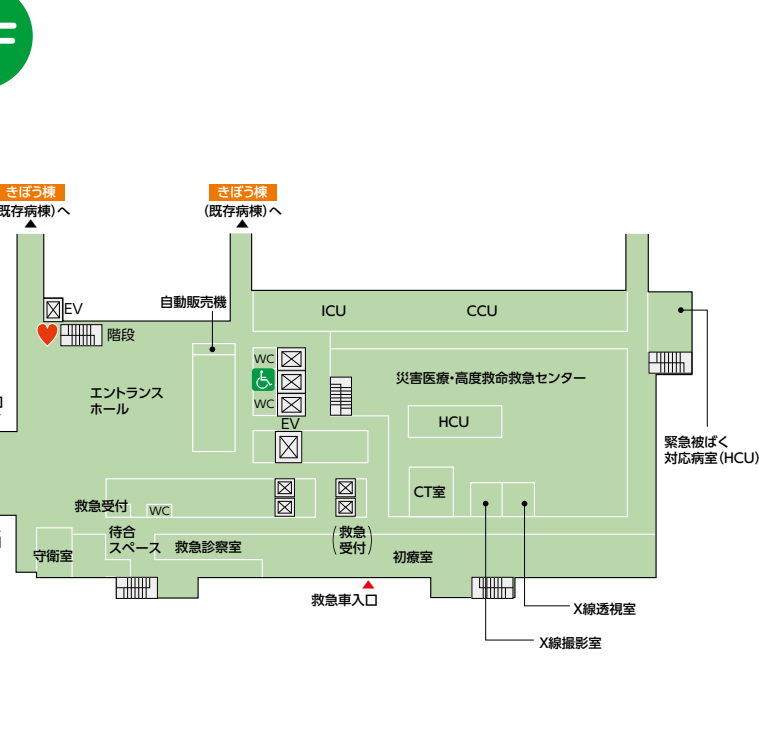 きぼう棟
既存病棟)へ
きぼう棟
(既存病棟)へ
EV
階段
自動販売機
ICU
CCU
WC
WC
EV
エントランス
ホール
災害医療・高度救命救急センター
HCU
CT室
緊急被ばく
対応病室(HCU)
救急受付
WC
待合
スペース
救急診察室
守衛室
(救急
受付)
初療室
救急車入口
X線透視室
X線撮影室